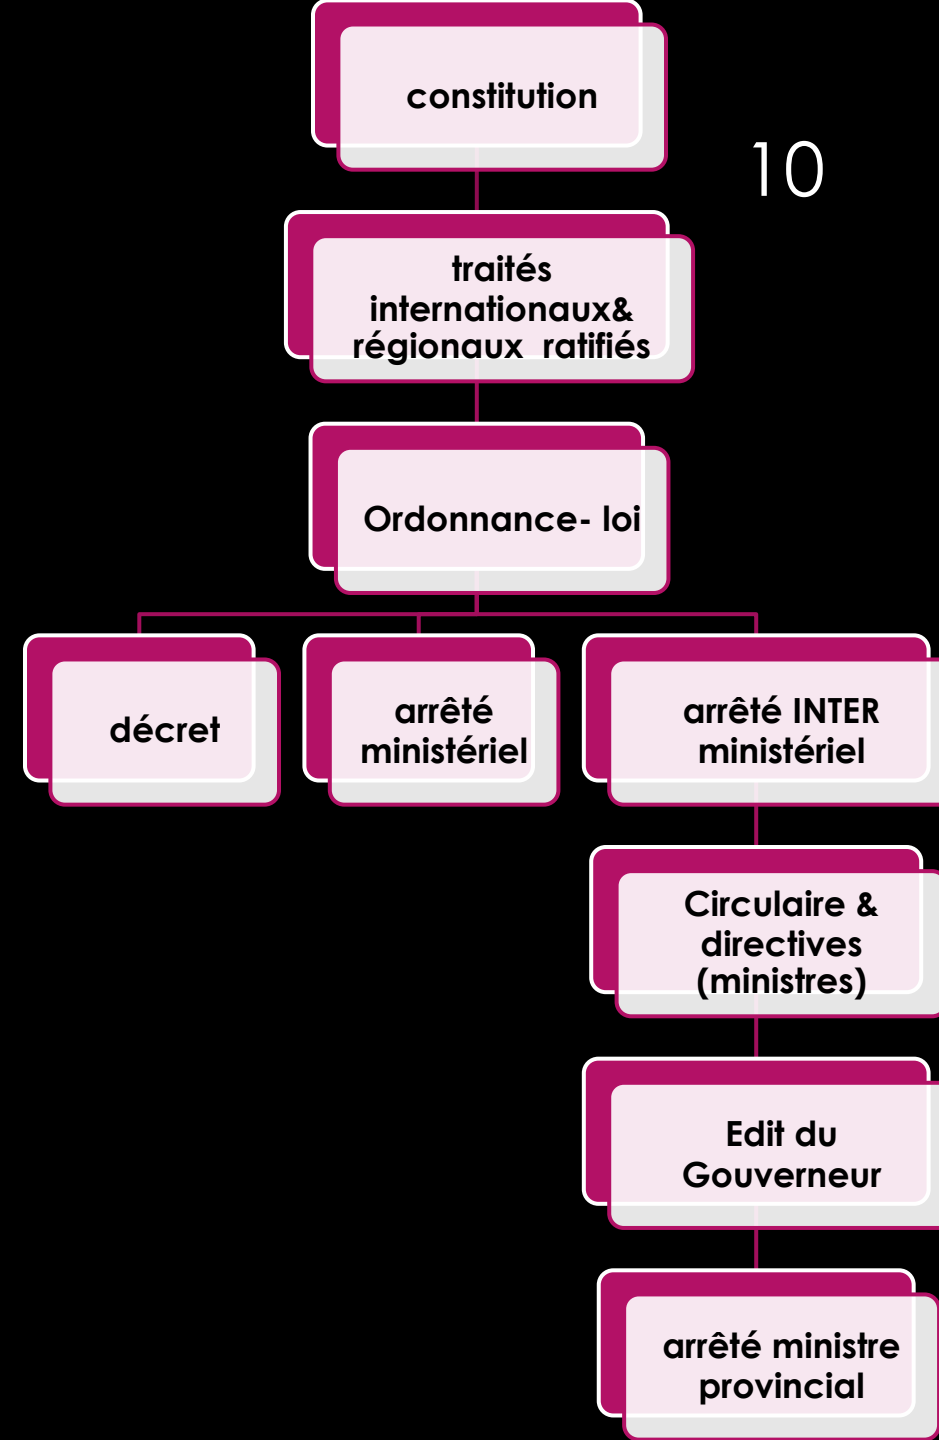 constitution
10
traités
internationaux&
régionaux ratifiés
Ordonnance- loi
décret
arrêté
ministériel
arrêté INTER
ministériel
Circulaire &
directives
(ministres)
Edit du
Gouverneur
arrêté ministre
provincial